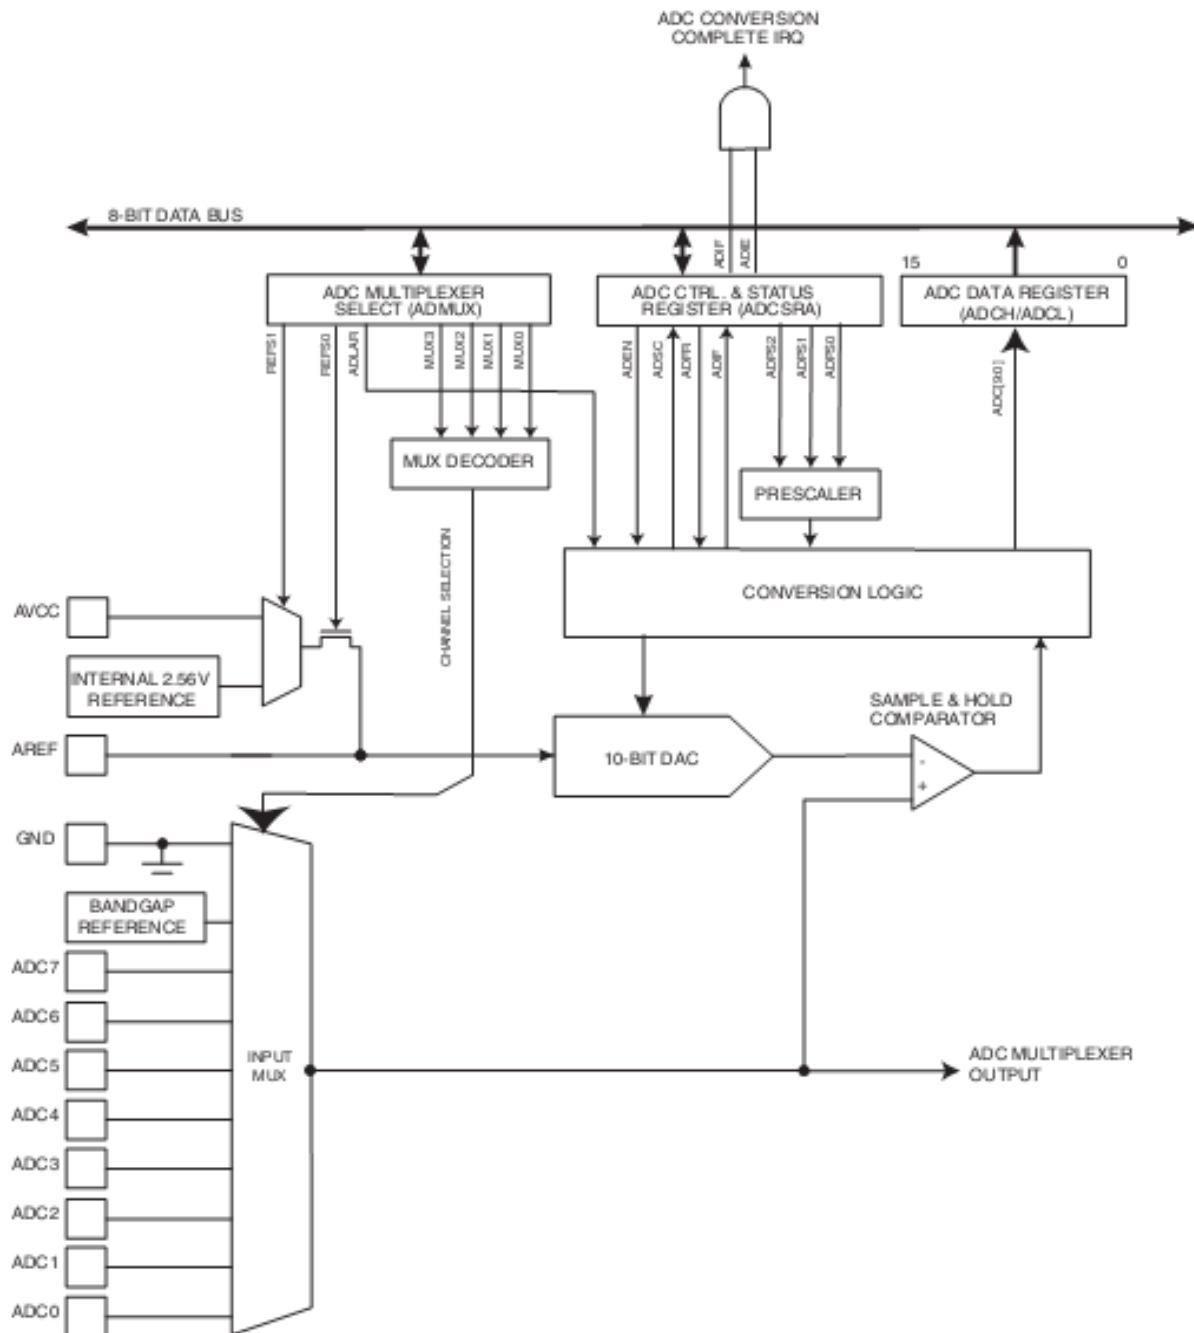 ADC CONVERSION
COMPLETE IRQ
8-BIT DATA BUS
ADIF
ADIE
15
0
ADC MULTIPLEXER
SELECT (ADMUX)
ADC CTRL. & STATUS
REGISTER (ADCSRA)
ADC DATA REGISTER
(ADCH/ADCL)
REFS1
REFS0
ADLAR
MUX3
MUX2
MUX1
MUX0
ADEN
ADSC
ADFR
ADIF
ADPS2
ADPS1
ADPS0
ADC[9:0]
MUX DECODER
PRESCALER
CHANNEL SELECTION
CONVERSION LOGIC
AVCC
INTERNAL 2.56V
REFERENCE
SAMPLE & HOLD
COMPARATOR
AREF
10-BIT DAC
-
+
GND
BANDGAP
REFERENCE
ADC7
ADC6
ADC5
INPUT
MUX
ADC MULTIPLEXER
OUTPUT
ADC4
ADC3
ADC2
ADC1
ADC0